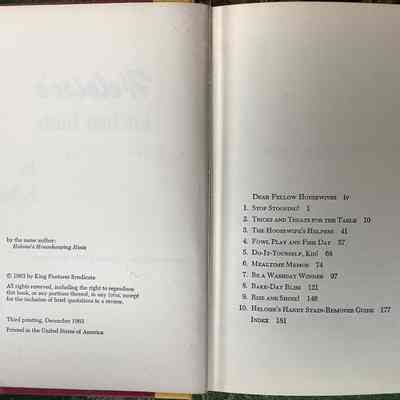 by the same author:
Heloise's Housekeeping Hints
© 1963 by King Features Syndicate
All rights reserved, including the right to reproduce
this book, or any portions thereof, in any form, except
for the inclusion of brief quotations in a review.
Third printing, December 1963
Printed in the United States of America
DEAR FELLOW HOUSEWIVES iv
1. STOP STOOPING! 1
2. TRICKS AND TREATS FOR THE TABLE 10
3. THE HOUSEWIFE'S HELPERS 41
4. FOWL PLAY AND FISH DAY 57
5. DO-IT-YOURSELF, KID! 64
6. MEALTIME MEMOS 74
7. BE A WASHDAY WINNER 97
8. BAKE-DAY BLISS 121
9. RISE AND SHINE! 148
10. HELOISE'S HANDY STAIN-REMOVER GUIDE 177
INDEX 181